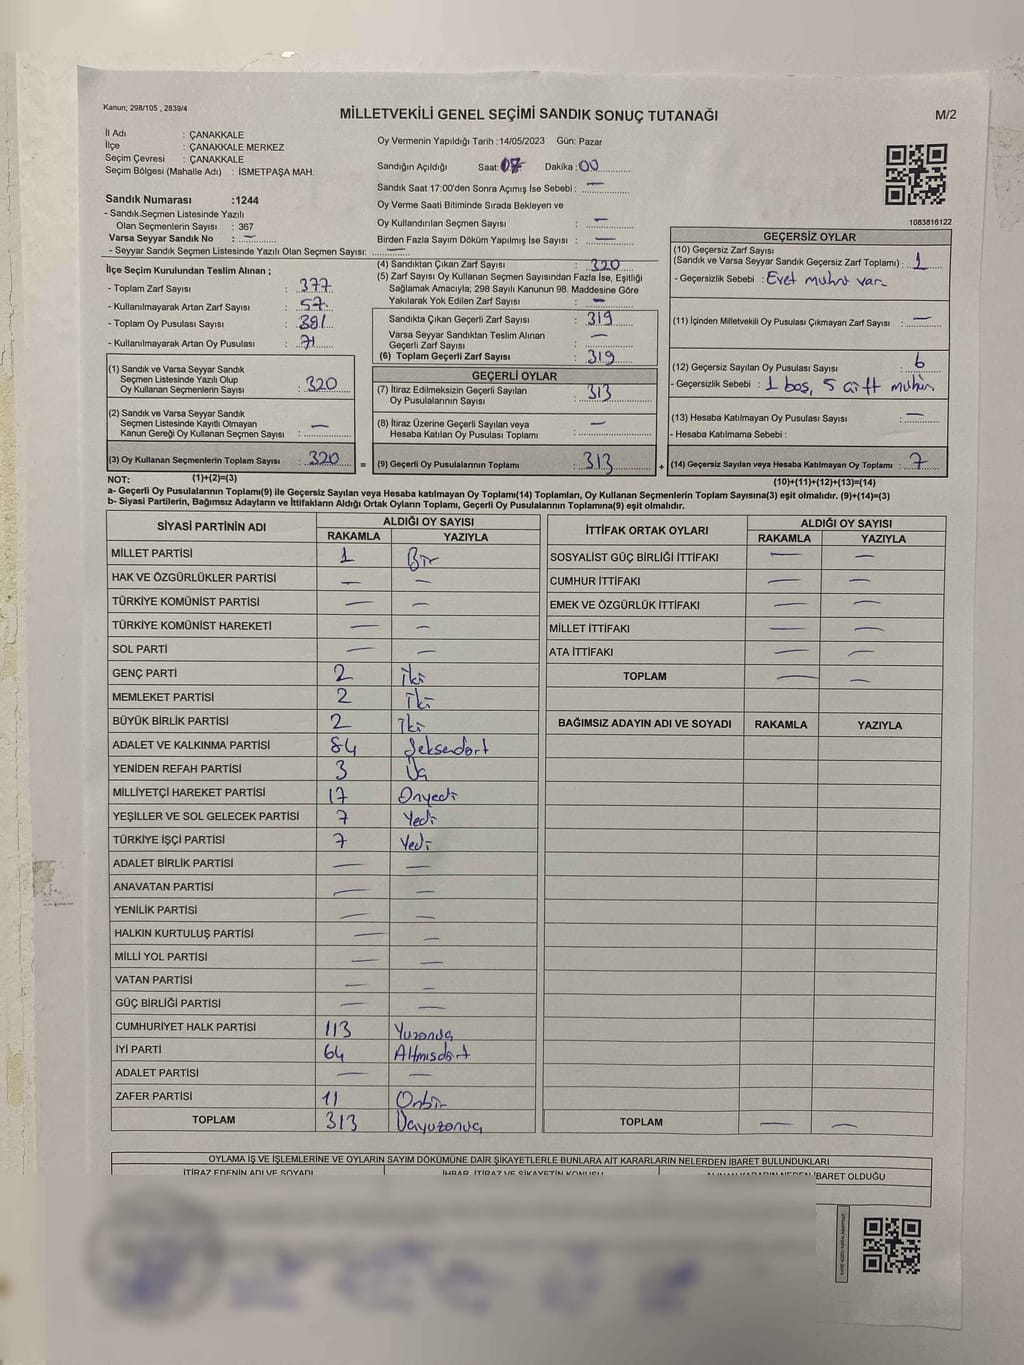 Kanun; 298/105 , 2839/4
MİLLETVEKİLİ GENEL SEÇİMİ SANDIK SONUÇ TUTANAĞI
M/2
İl Adı : ÇANAKKALE
İlçe : ÇANAKKALE MERKEZ
Seçim Çevresi : ÇANAKKALE
Seçim Bölgesi (Mahalle Adı) : İSMETPAŞA MAH.
Sandık Numarası :1244
- Sandık Seçmen Listesinde Yazılı
Olan Seçmenlerin Sayısı : 367
Varsa Seyyar Sandık No : —
- Seyyar Sandık Seçmen Listesinde Yazılı Olan Seçmen Sayısı:
Oy Vermenin Yapıldığı Tarih :14/05/2023 Gün: Pazar
Sandığın Açıldığı Saat: 07 Dakika : 00
Sandık Saat 17:00'den Sonra Açımış İse Sebebi : —
Oy Verme Saati Bitiminde Sırada Bekleyen ve
Oy Kullandırılan Seçmen Sayısı : —
Birden Fazla Sayım Döküm Yapılmış İse Sayısı : —
1083816122
İlçe Seçim Kurulundan Teslim Alınan ;
- Toplam Zarf Sayısı : 377
- Kullanılmayarak Artan Zarf Sayısı : 57
- Toplam Oy Pusulası Sayısı : 391
- Kullanılmayarak Artan Oy Pusulası : 71
(1) Sandık ve Varsa Seyyar Sandık
Seçmen Listesinde Yazılı Olup
Oy Kullanan Seçmenlerin Sayısı : 320
(2) Sandık ve Varsa Seyyar Sandık
Seçmen Listesinde Kayıtlı Olmayan
Kanun Gereği Oy Kullanan Seçmen Sayısı : —
(3) Oy Kullanan Seçmenlerin Toplam Sayısı : 320
(4) Sandıktan Çıkan Zarf Sayısı : 320
(5) Zarf Sayısı Oy Kullanan Seçmen Sayısından Fazla İse, Eşitliği
Sağlamak Amacıyla; 298 Sayılı Kanunun 98. Maddesine Göre
Yakılarak Yok Edilen Zarf Sayısı : —
Sandıkta Çıkan Geçerli Zarf Sayısı : 319
Varsa Seyyar Sandıktan Teslim Alınan
Geçerli Zarf Sayısı : —
(6) Toplam Geçerli Zarf Sayısı : 319
GEÇERLİ OYLAR
(7) İtiraz Edilmeksizin Geçerli Sayılan
Oy Pusulalarının Sayısı : 313
(8) İtiraz Üzerine Geçerli Sayılan veya
Hesaba Katılan Oy Pusulası Toplamı : —
= (9) Geçerli Oy Pusulalarının Toplamı : 313
GEÇERSİZ OYLAR
(10) Geçersiz Zarf Sayısı
(Sandık ve Varsa Seyyar Sandık Geçersiz Zarf Toplamı) : 1
- Geçersizlik Sebebi : Evet mührü var
(11) İçinden Milletvekili Oy Pusulası Çıkmayan Zarf Sayısı : —
(12) Geçersiz Sayılan Oy Pusulası Sayısı : 6
- Geçersizlik Sebebi : 1 boş, 5 çift mühür
(13) Hesaba Katılmayan Oy Pusulası Sayısı : —
- Hesaba Katılmama Sebebi :
+ (14) Geçersiz Sayılan veya Hesaba Katılmayan Oy Toplamı : 7
NOT: (1)+(2)=(3) (10)+(11)+(12)+(13)=(14)
a- Geçerli Oy Pusulalarının Toplamı(9) ile Geçersiz Sayılan veya Hesaba katılmayan Oy Toplamı(14) Toplamları, Oy Kullanan Seçmenlerin Toplam Sayısına(3) eşit olmalıdır. (9)+(14)=(3)
b- Siyasi Partilerin, Bağımsız Adayların ve İttifakların Aldığı Ortak Oyların Toplamı, Geçerli Oy Pusulalarının Toplamına(9) eşit olmalıdır.
SİYASİ PARTİNİN ADI ALDIĞI OY SAYISI
RAKAMLA YAZIYLA
MİLLET PARTİSİ 1 Bir
HAK VE ÖZGÜRLÜKLER PARTİSİ — —
TÜRKİYE KOMÜNİST PARTİSİ — —
TÜRKİYE KOMÜNİST HAREKETİ — —
SOL PARTİ — —
GENÇ PARTİ 2 İki
MEMLEKET PARTİSİ 2 İki
BÜYÜK BİRLİK PARTİSİ 2 İki
ADALET VE KALKINMA PARTİSİ 84 Seksendört
YENİDEN REFAH PARTİSİ 3 Üç
MİLLİYETÇİ HAREKET PARTİSİ 17 Onyedi
YEŞİLLER VE SOL GELECEK PARTİSİ 7 Yedi
TÜRKİYE İŞÇİ PARTİSİ 7 Yedi
ADALET BİRLİK PARTİSİ — —
ANAVATAN PARTİSİ — —
YENİLİK PARTİSİ — —
HALKIN KURTULUŞ PARTİSİ — —
MİLLİ YOL PARTİSİ — —
VATAN PARTİSİ — —
GÜÇ BİRLİĞİ PARTİSİ — —
CUMHURİYET HALK PARTİSİ 113 Yüzonüç
İYİ PARTİ 64 Altmışdört
ADALET PARTİSİ — —
ZAFER PARTİSİ 11 Onbir
TOPLAM 313 Üçyüzonüç
İTTİFAK ORTAK OYLARI ALDIĞI OY SAYISI
RAKAMLA YAZIYLA
SOSYALİST GÜÇ BİRLİĞİ İTTİFAKI — —
CUMHUR İTTİFAKI — —
EMEK VE ÖZGÜRLÜK İTTİFAKI — —
MİLLET İTTİFAKI — —
ATA İTTİFAKI — —
TOPLAM — —
BAĞIMSIZ ADAYIN ADI VE SOYADI RAKAMLA YAZIYLA
TOPLAM — —
OYLAMA İŞ VE İŞLEMLERİNE VE OYLARIN SAYIM DÖKÜMÜNE DAİR ŞİKAYETLERLE BUNLARA AİT KARARLARIN NELERDEN İBARET BULUNDUKLARI
İTİRAZ EDENİN ADI VE SOYADI İHBAR, İTİRAZ VE ŞİKAYETİN KONUSU ALINAN KARARIN NEDEN İBARET OLDUĞU